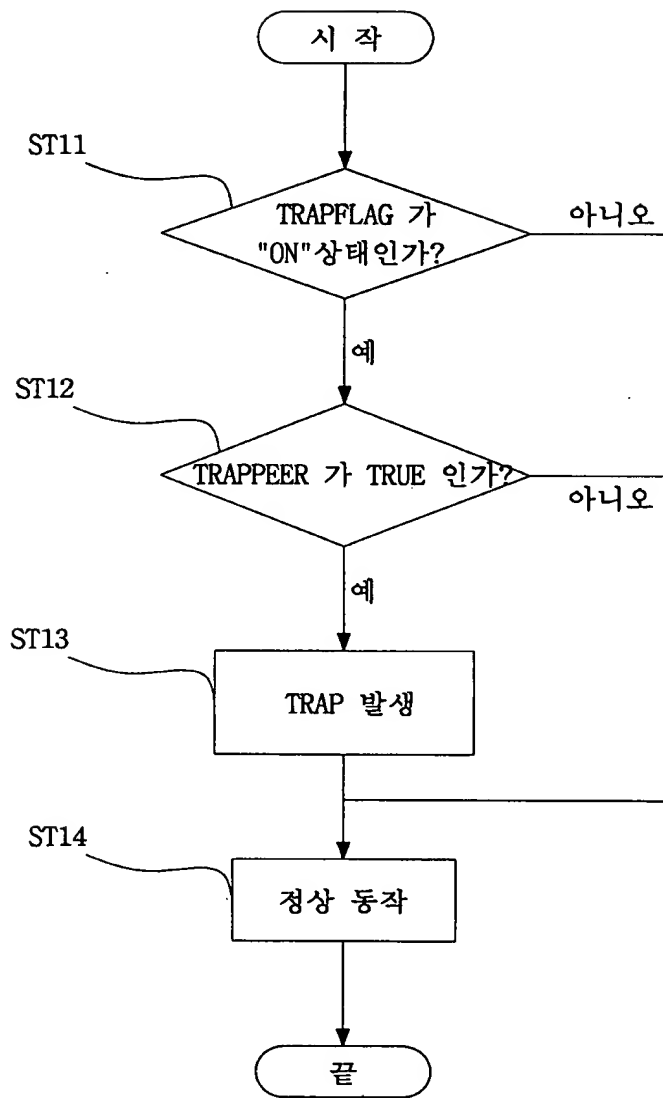 시 작
ST11
TRAPFLAG 가
"ON"상태인가?
아니오
예
ST12
TRAPPEER 가 TRUE 인가?
아니오
예
ST13
TRAP 발생
ST14
정상 동작
끝